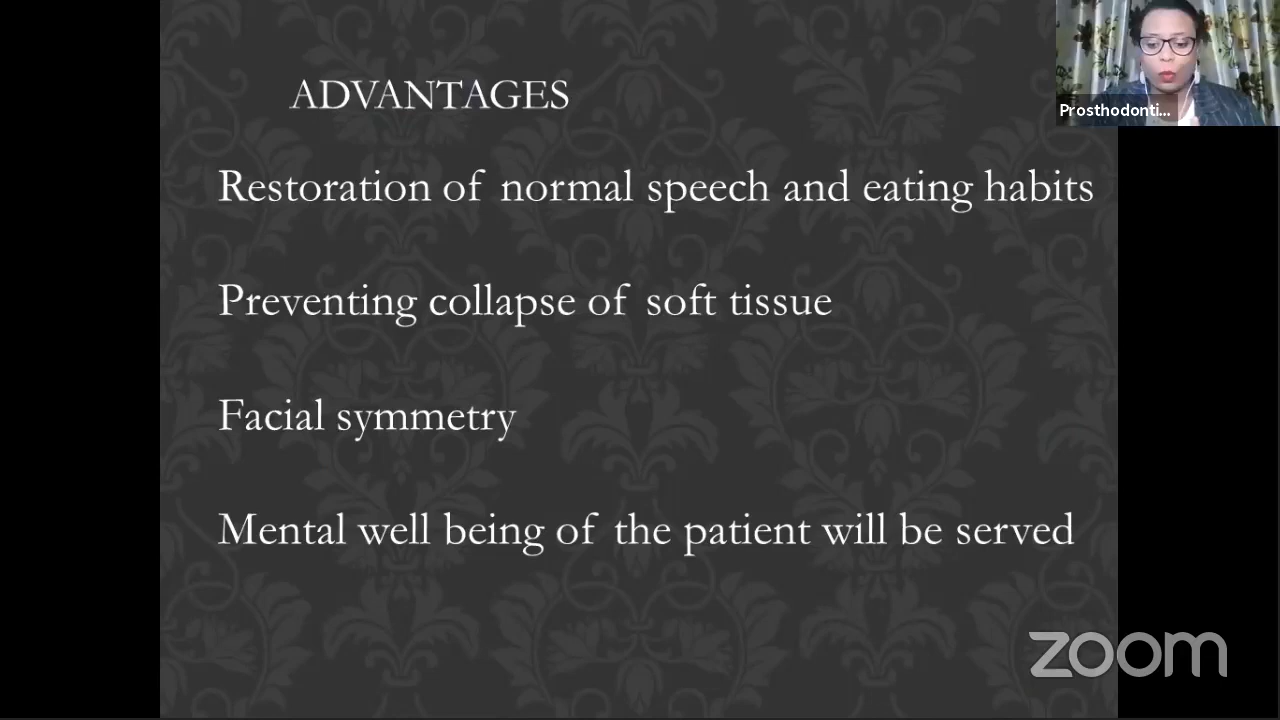 ADVANTAGES
Prosthodonti...
Restoration of normal speech and eating habits
Preventing collapse of soft tissue
Facial symmetry
Mental well being of the patient will be served
zoom